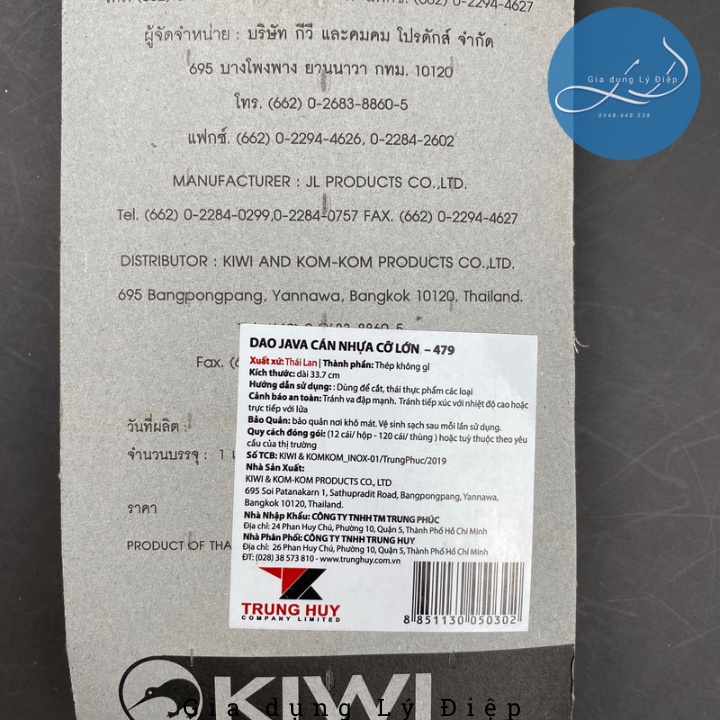 (662) 0-2294-4627
ผู้จัดจำหน่าย : บริษัท กีวี และคมคม โปรดักส์ จำกัด
695 บางโพงพาง ยานนาวา กทม. 10120
โทร. (662) 0-2683-8860-5
แฟกซ์. (662) 0-2294-4626, 0-2284-2602
MANUFACTURER : JL PRODUCTS CO.,LTD.
Tel. (662) 0-2284-0299,0-2284-0757 FAX. (662) 0-2294-4627
DISTRIBUTOR : KIWI AND KOM-KOM PRODUCTS CO.,LTD.
695 Bangpongpang, Yannawa, Bangkok 10120, Thailand.
Fax.
วันที่ผลิต :
จำนวนบรรจุ : 1
ราคา
PRODUCT OF THA
DAO JAVA CÁN NHỰA CỠ LỚN – 479
Xuất xứ: Thái Lan | Thành phần: Thép không gỉ
Kích thước: dài 33.7 cm
Hướng dẫn sử dụng: : Dùng để cắt, thái thực phẩm các loại
Cảnh báo an toàn: Tránh va đập mạnh. Tránh tiếp xúc với nhiệt độ cao hoặc
trực tiếp với lửa
Bảo Quản: bảo quản nơi khô mát. Vệ sinh sạch sau mỗi lần sử dụng.
Quy cách đóng gói: (12 cái/ hộp - 120 cái/ thùng ) hoặc tuỳ thuộc theo yêu
cầu của thị trường
Số TCB: KIWI & KOMKOM_INOX-01/TrungPhuc/2019
Nhà Sản Xuất:
KIWI & KOM-KOM PRODUCTS CO., LTD
695 Soi Patanakarn 1, Sathupradit Road, Bangpongpang, Yannawa,
Bangkok 10120, Thailand.
Nhà Nhập Khẩu: CÔNG TY TNHH TM TRUNG PHÚC
Địa chỉ: 24 Phan Huy Chú, Phường 10, Quận 5, Thành Phố Hồ Chí Minh
Nhà Phân Phối: CÔNG TY TNHH TRUNG HUY
Địa chỉ: 26 Phan Huy Chú, Phường 10, Quận 5, Thành Phố Hồ Chí Minh
ĐT: (028) 38 573 810 - www.trunghuy.com.vn
TRUNG HUY
COMPANY LIMITED
8 851130 050302
KIWI
Gia dụng Lý Điệp
Gia dụng Lý Điệp
0948.448.338